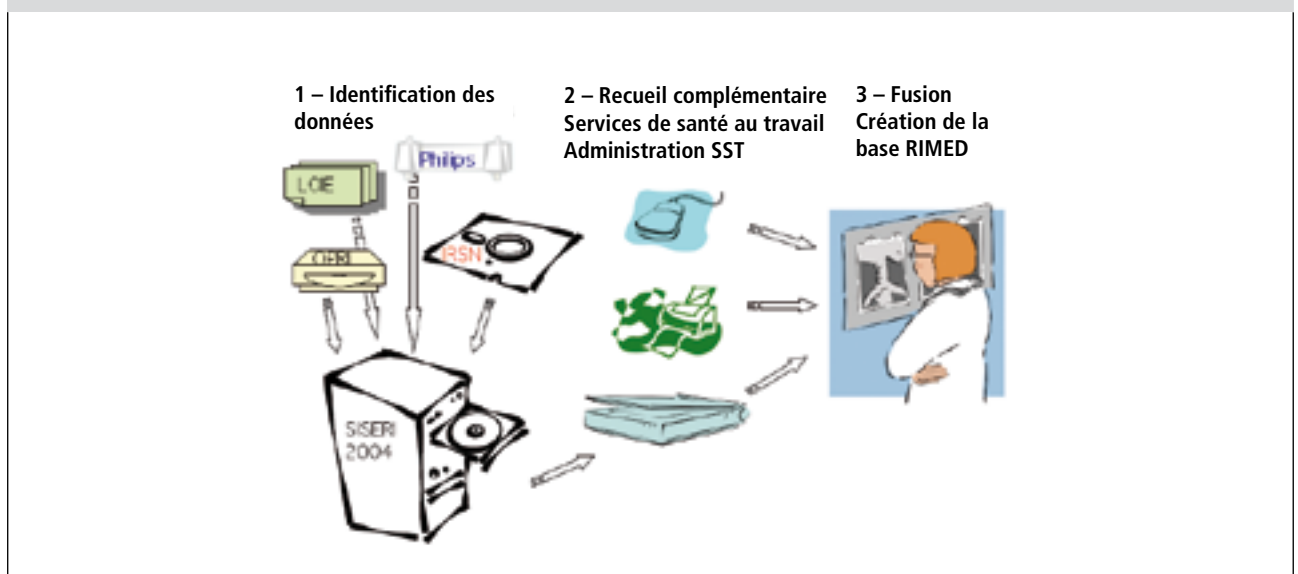 1 – Identification des
données
2 – Recueil complémentaire
Services de santé au travail
Administration SST
3 – Fusion
Création de la
base RIMED
Philips
LCIE
OPRI
IRSN
SISERI
2004